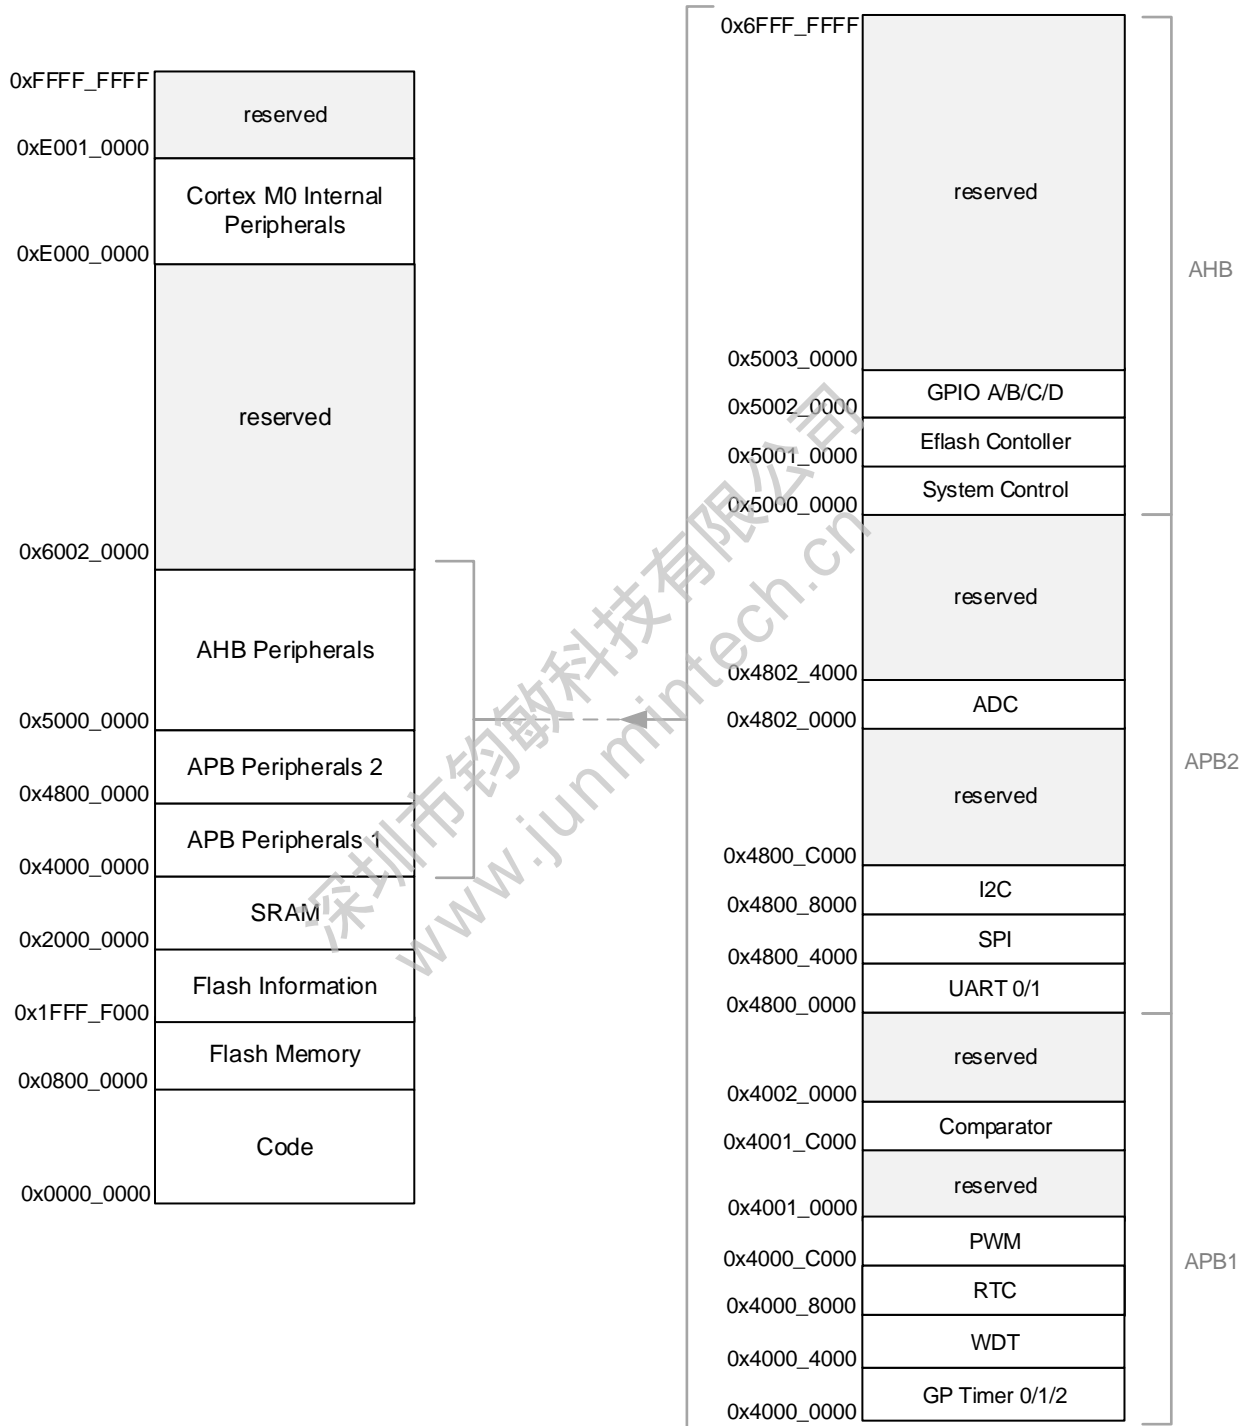 0xFFFF_FFFF
reserved
0xE001_0000
Cortex M0 Internal
Peripherals
0xE000_0000
reserved
0x6002_0000
AHB Peripherals
0x5000_0000
APB Peripherals 2
0x4800_0000
APB Peripherals 1
0x4000_0000
SRAM
0x2000_0000
Flash Information
0x1FFF_F000
Flash Memory
0x0800_0000
Code
0x0000_0000
0x6FFF_FFFF
reserved
AHB
0x5003_0000
GPIO A/B/C/D
0x5002_0000
Eflash Contoller
0x5001_0000
System Control
0x5000_0000
reserved
0x4802_4000
ADC
0x4802_0000
APB2
reserved
0x4800_C000
I2C
0x4800_8000
SPI
0x4800_4000
UART 0/1
0x4800_0000
reserved
0x4002_0000
Comparator
0x4001_C000
reserved
0x4001_0000
PWM
0x4000_C000
APB1
RTC
0x4000_8000
WDT
0x4000_4000
GP Timer 0/1/2
0x4000_0000
深圳市钧敏科技有限公司
www.junmintech.cn